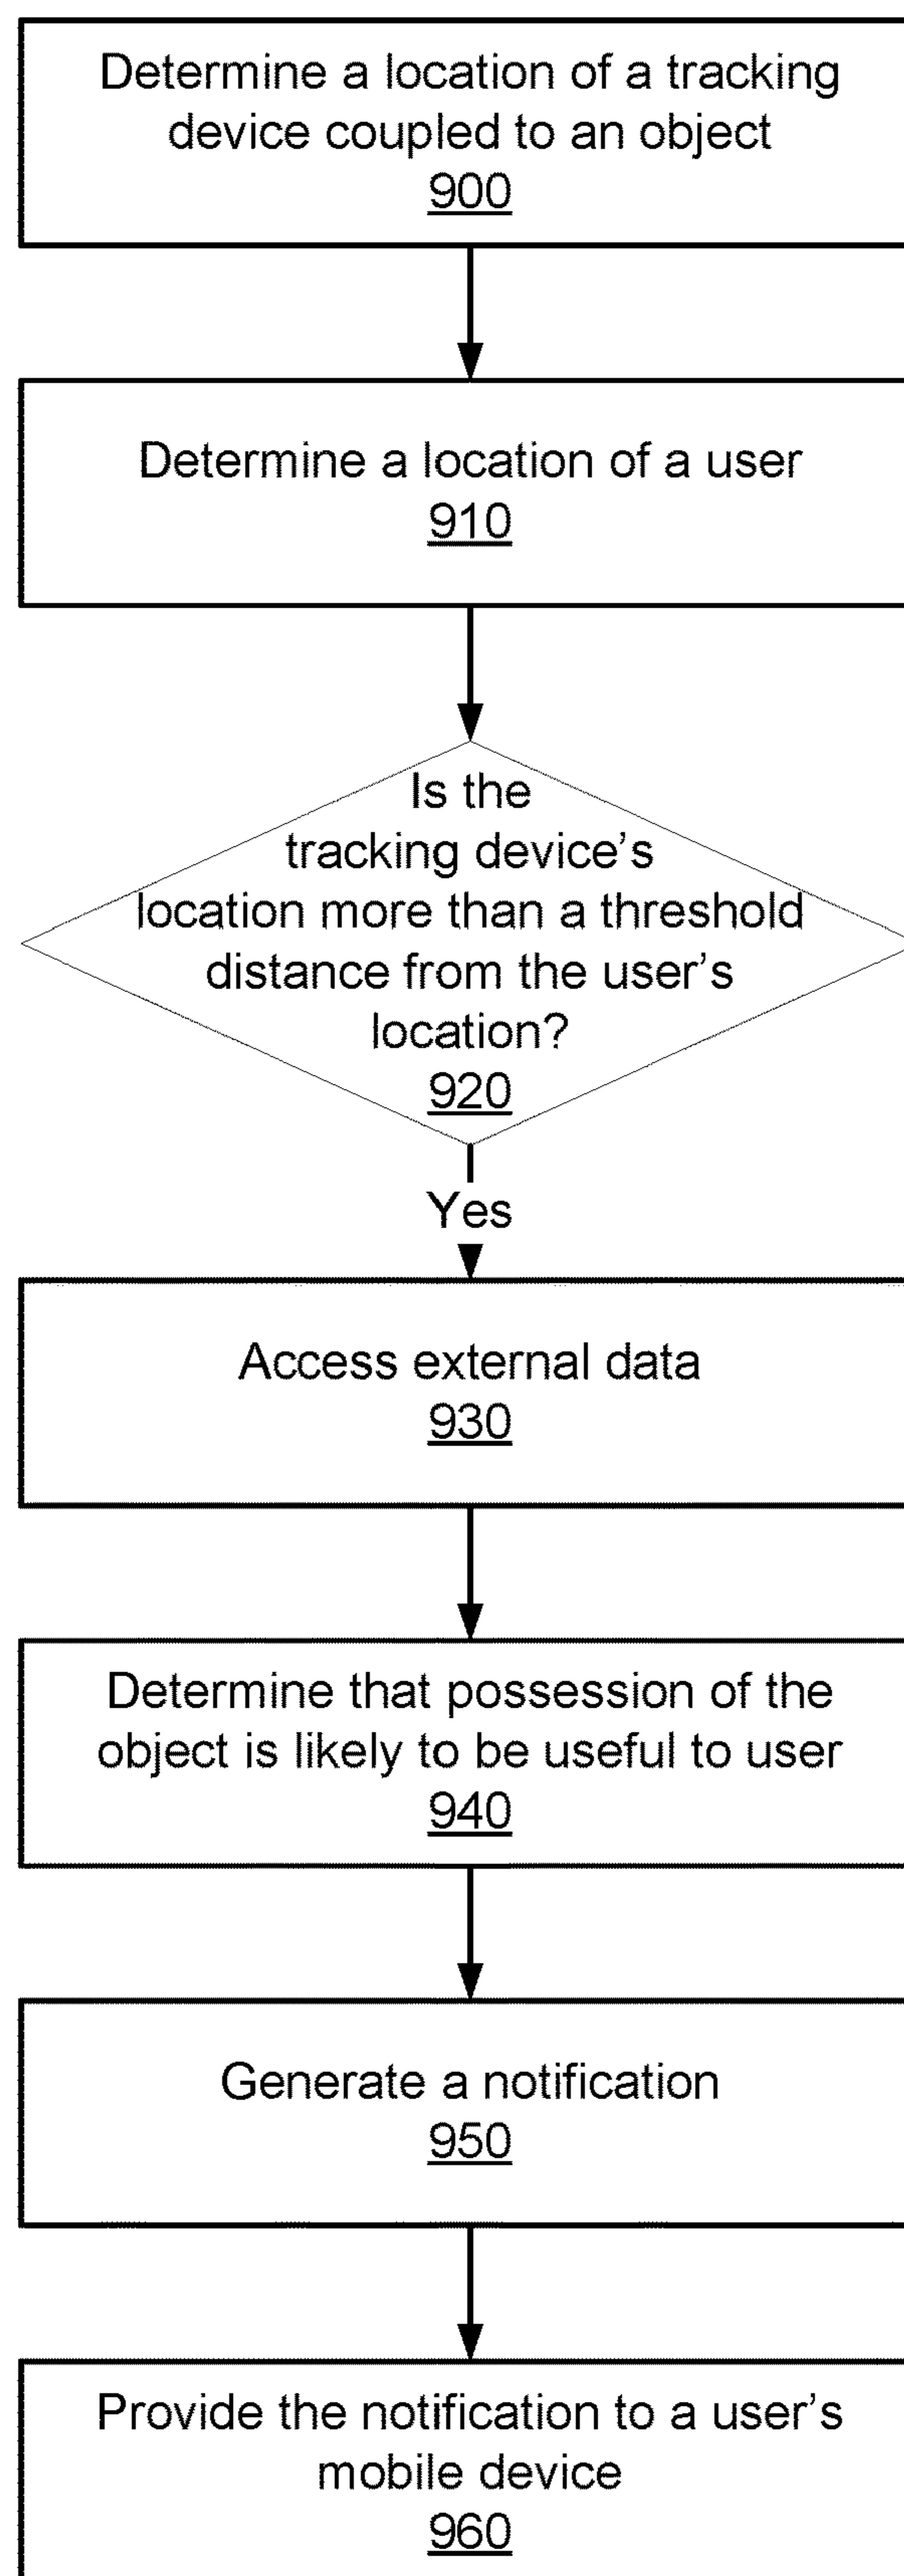 Determine a location of a tracking
device coupled to an object
900
Determine a location of a user
910
Is the
tracking device's
location more than a threshold
distance from the user's
location?
920
Yes
Access external data
930
Determine that possession of the
object is likely to be useful to user
940
Generate a notification
950
Provide the notification to a user's
mobile device
960